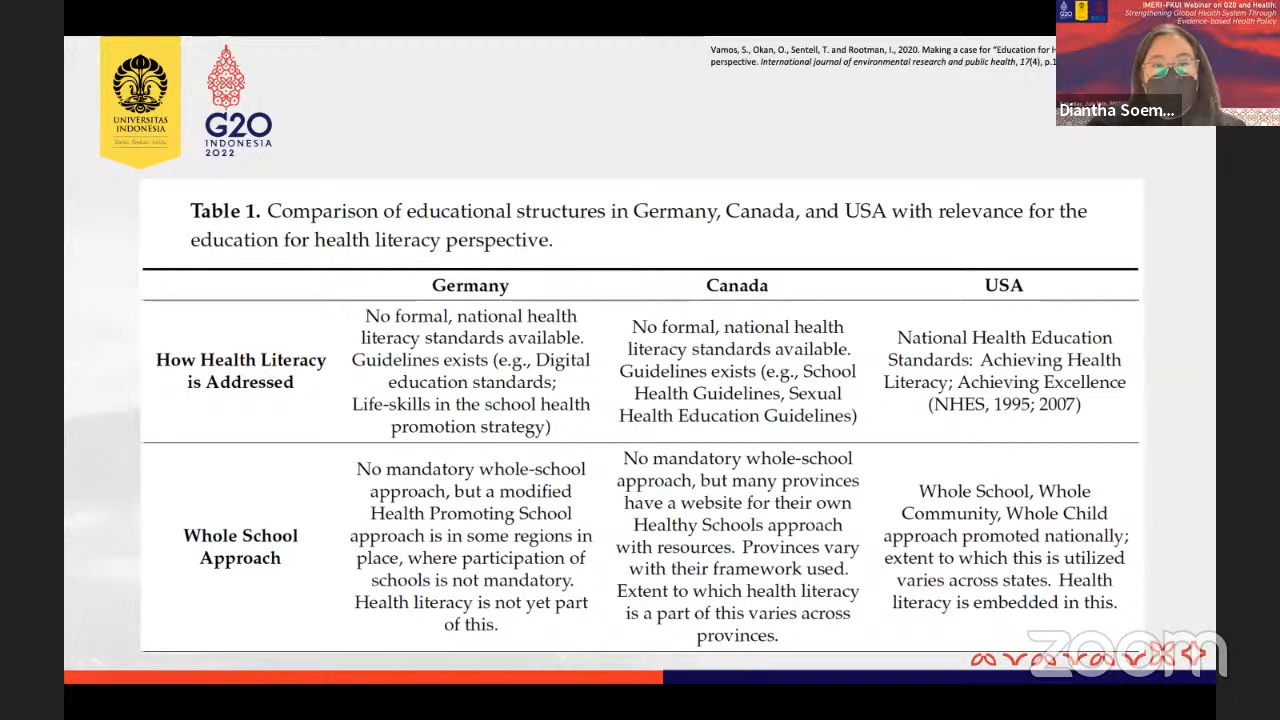 IMERI-FKUI Webinar on G20 and Health:
Strengthening Global Health System Through
Evidence-based Health Policy
Diantha Soem...
Vamos, S., Okan, O., Sentell, T. and Rootman, I., 2020. Making a case for "Education for H
perspective. International journal of environmental research and public health, 17(4), p.1
UNIVERSITAS
INDONESIA
G20
INDONESIA
2022
Table 1. Comparison of educational structures in Germany, Canada, and USA with relevance for the
education for health literacy perspective.
Germany
Canada
USA
How Health Literacy
is Addressed
No formal, national health
literacy standards available.
Guidelines exists (e.g., Digital
education standards;
Life-skills in the school health
promotion strategy)
No formal, national health
literacy standards available.
Guidelines exists (e.g., School
Health Guidelines, Sexual
Health Education Guidelines)
National Health Education
Standards: Achieving Health
Literacy; Achieving Excellence
(NHES, 1995; 2007)
Whole School
Approach
No mandatory whole-school
approach, but a modified
Health Promoting School
approach is in some regions in
place, where participation of
schools is not mandatory.
Health literacy is not yet part
of this.
No mandatory whole-school
approach, but many provinces
have a website for their own
Healthy Schools approach
with resources. Provinces vary
with their framework used.
Extent to which health literacy
is a part of this varies across
provinces.
Whole School, Whole
Community, Whole Child
approach promoted nationally;
extent to which this is utilized
varies across states. Health
literacy is embedded in this.
zoom